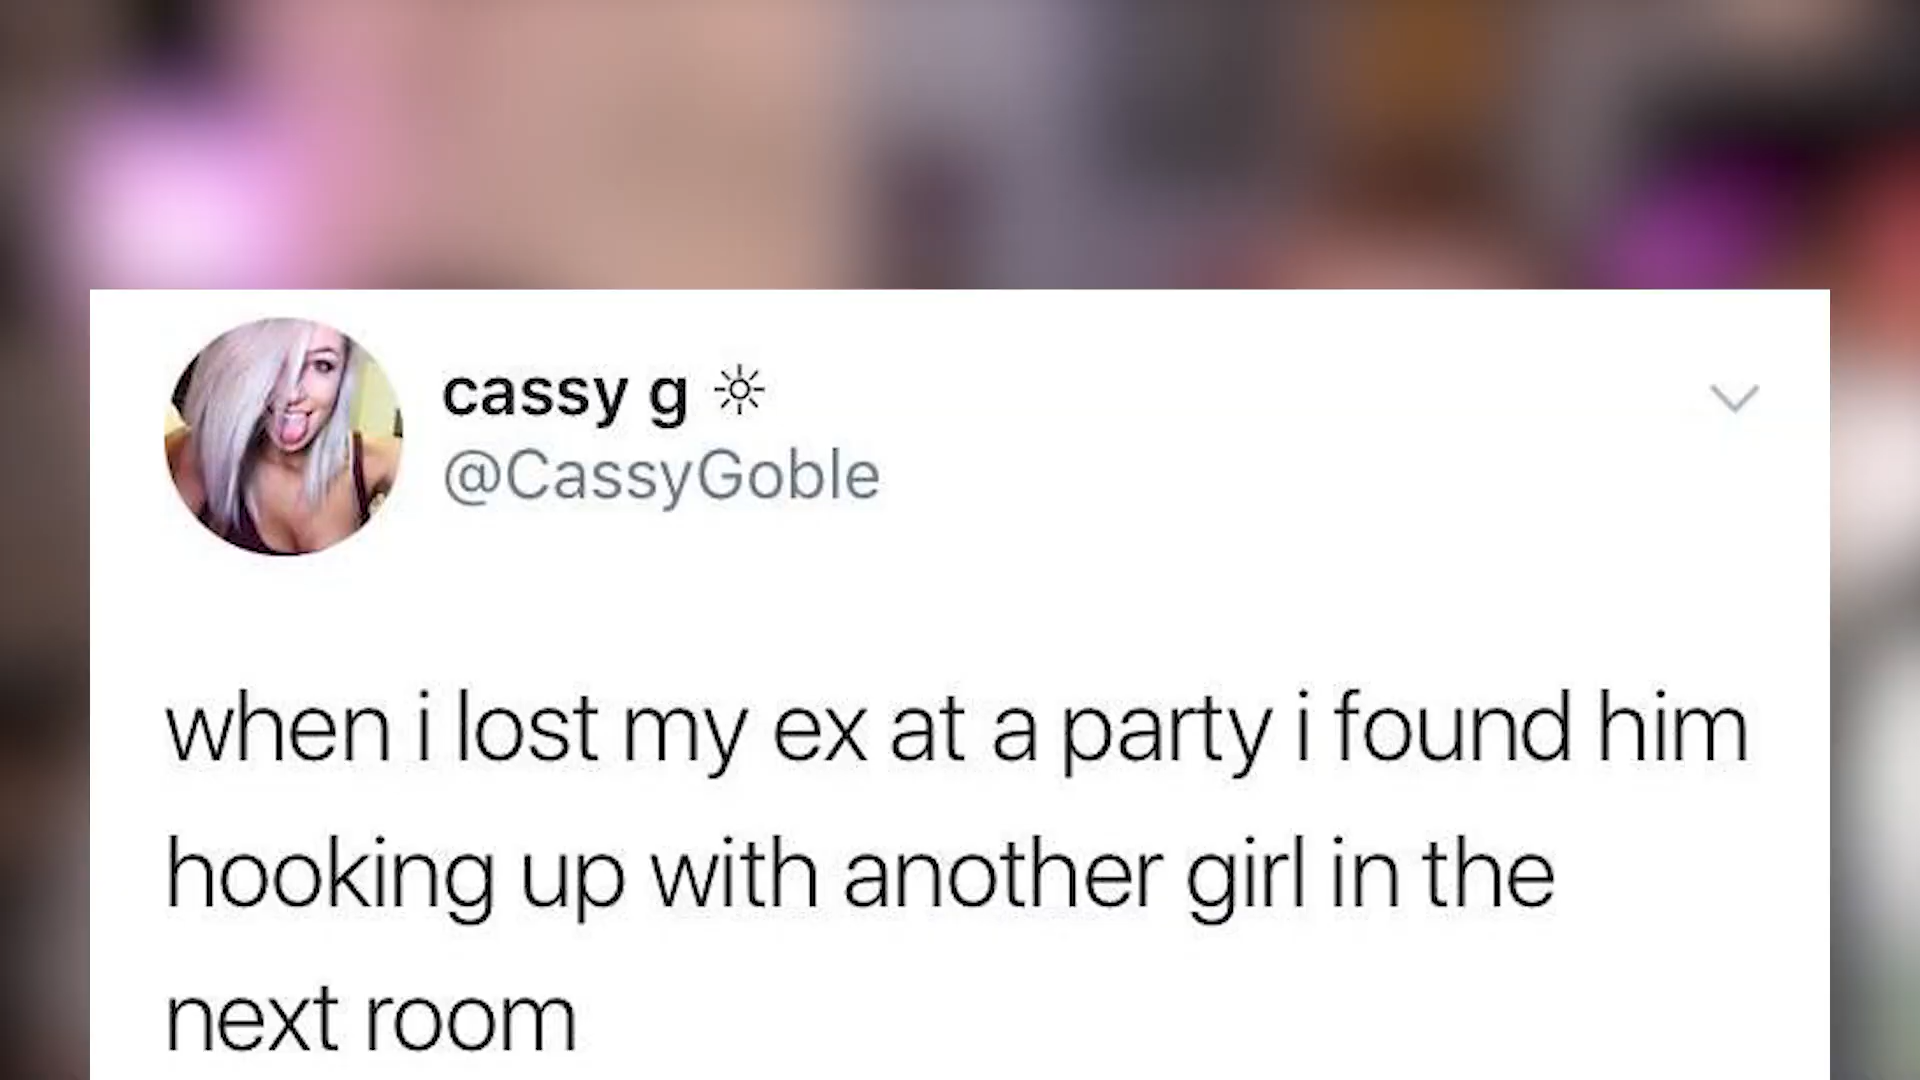 cassy g ☼
@CassyGoble
when i lost my ex at a party i found him
hooking up with another girl in the
next room